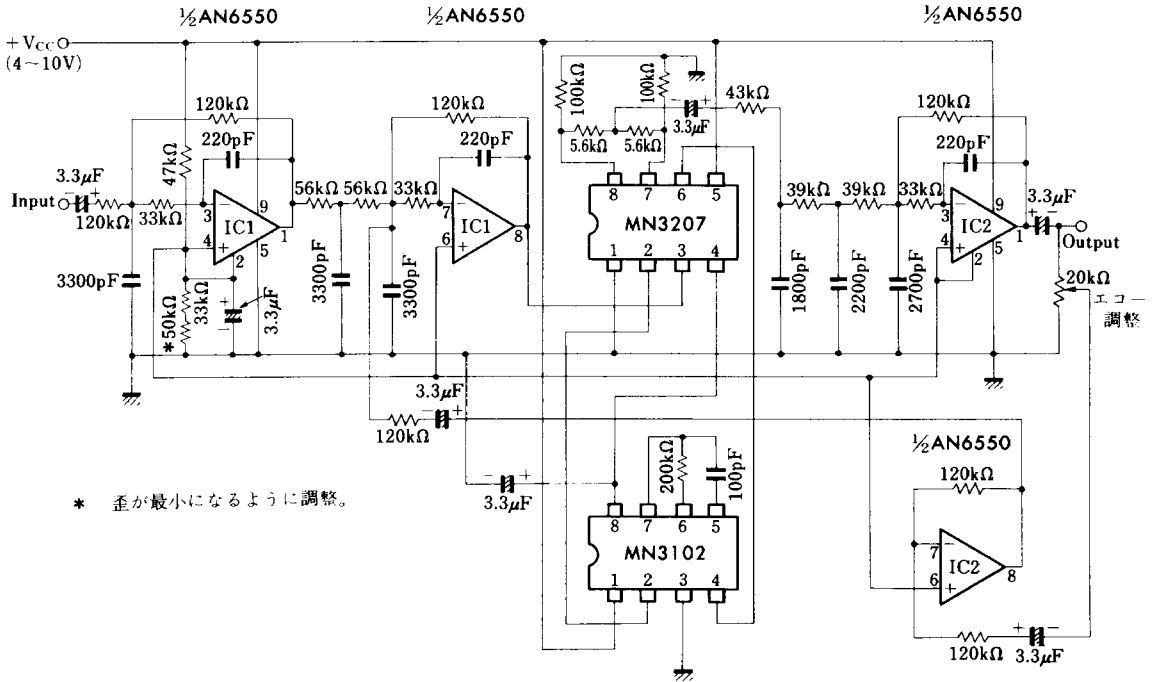 ½AN6550
½AN6550
½AN6550
+Vcc
(4~10V)
120kΩ
220pF
47kΩ
3.3μF
Input
120kΩ
33kΩ
3
4
IC1
9
5
2
1
3300pF
*50kΩ
33kΩ
3.3μF
56kΩ
56kΩ
33kΩ
120kΩ
220pF
7
6
IC1
8
3300pF
3300pF
100kΩ
100kΩ
5.6kΩ
5.6kΩ
3.3μF
43kΩ
8 7 6 5
MN3207
1 2 3 4
39kΩ
39kΩ
33kΩ
120kΩ
220pF
3
4
IC2
9
5
2
1
3.3μF
Output
1800pF
2200pF
2700pF
20kΩ
エコー
調整
3.3μF
120kΩ
3.3μF
200kΩ
100pF
8 7 6 5
MN3102
1 2 3 4
½AN6550
120kΩ
7
6
IC2
8
120kΩ
3.3μF
* 歪が最小になるように調整。